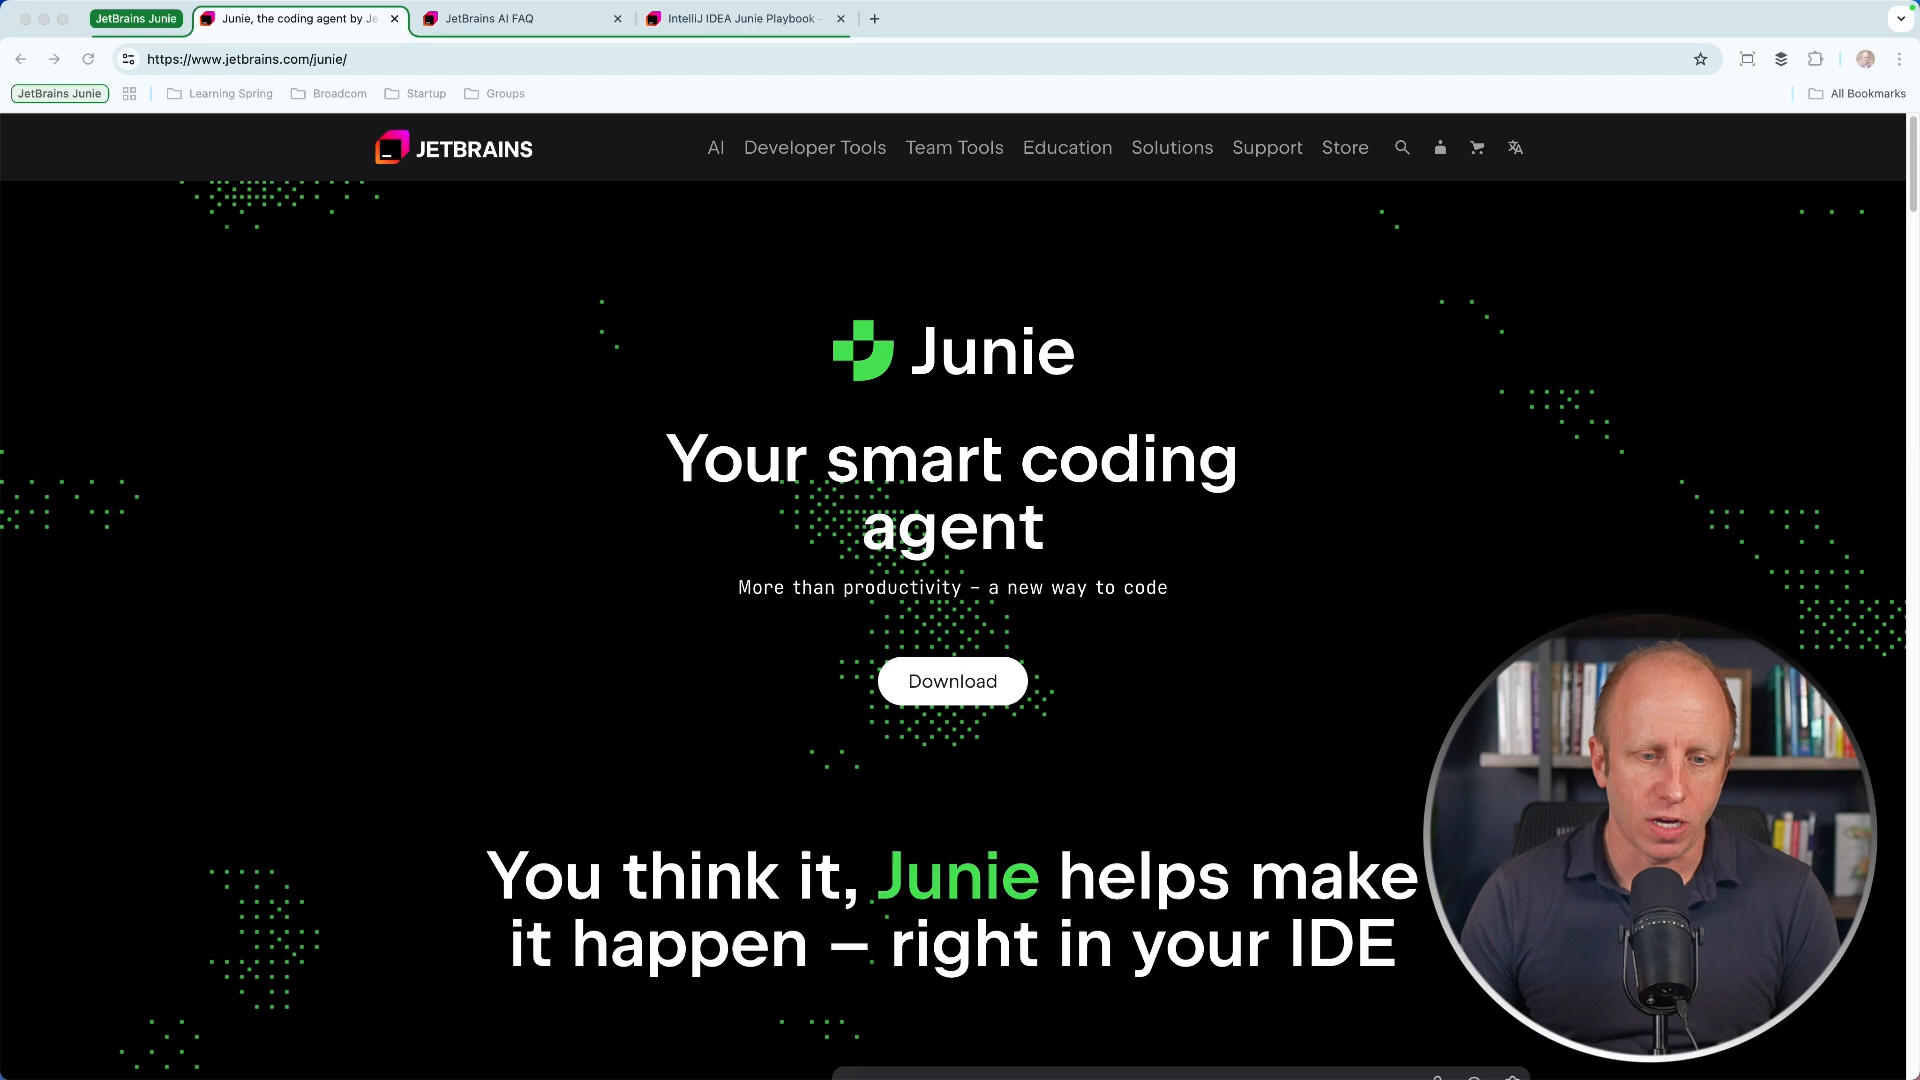 JetBrains Junie
Junie, the coding agent by Je
JetBrains AI FAQ
IntelliJ IDEA Junie Playbook -
https://www.jetbrains.com/junie/
JetBrains Junie
Learning Spring
Broadcom
Startup
Groups
All Bookmarks
JETBRAINS
AI
Developer Tools
Team Tools
Education
Solutions
Support
Store
Junie
Your smart coding
agent
More than productivity – a new way to code
Download
You think it, Junie helps make
it happen – right in your IDE